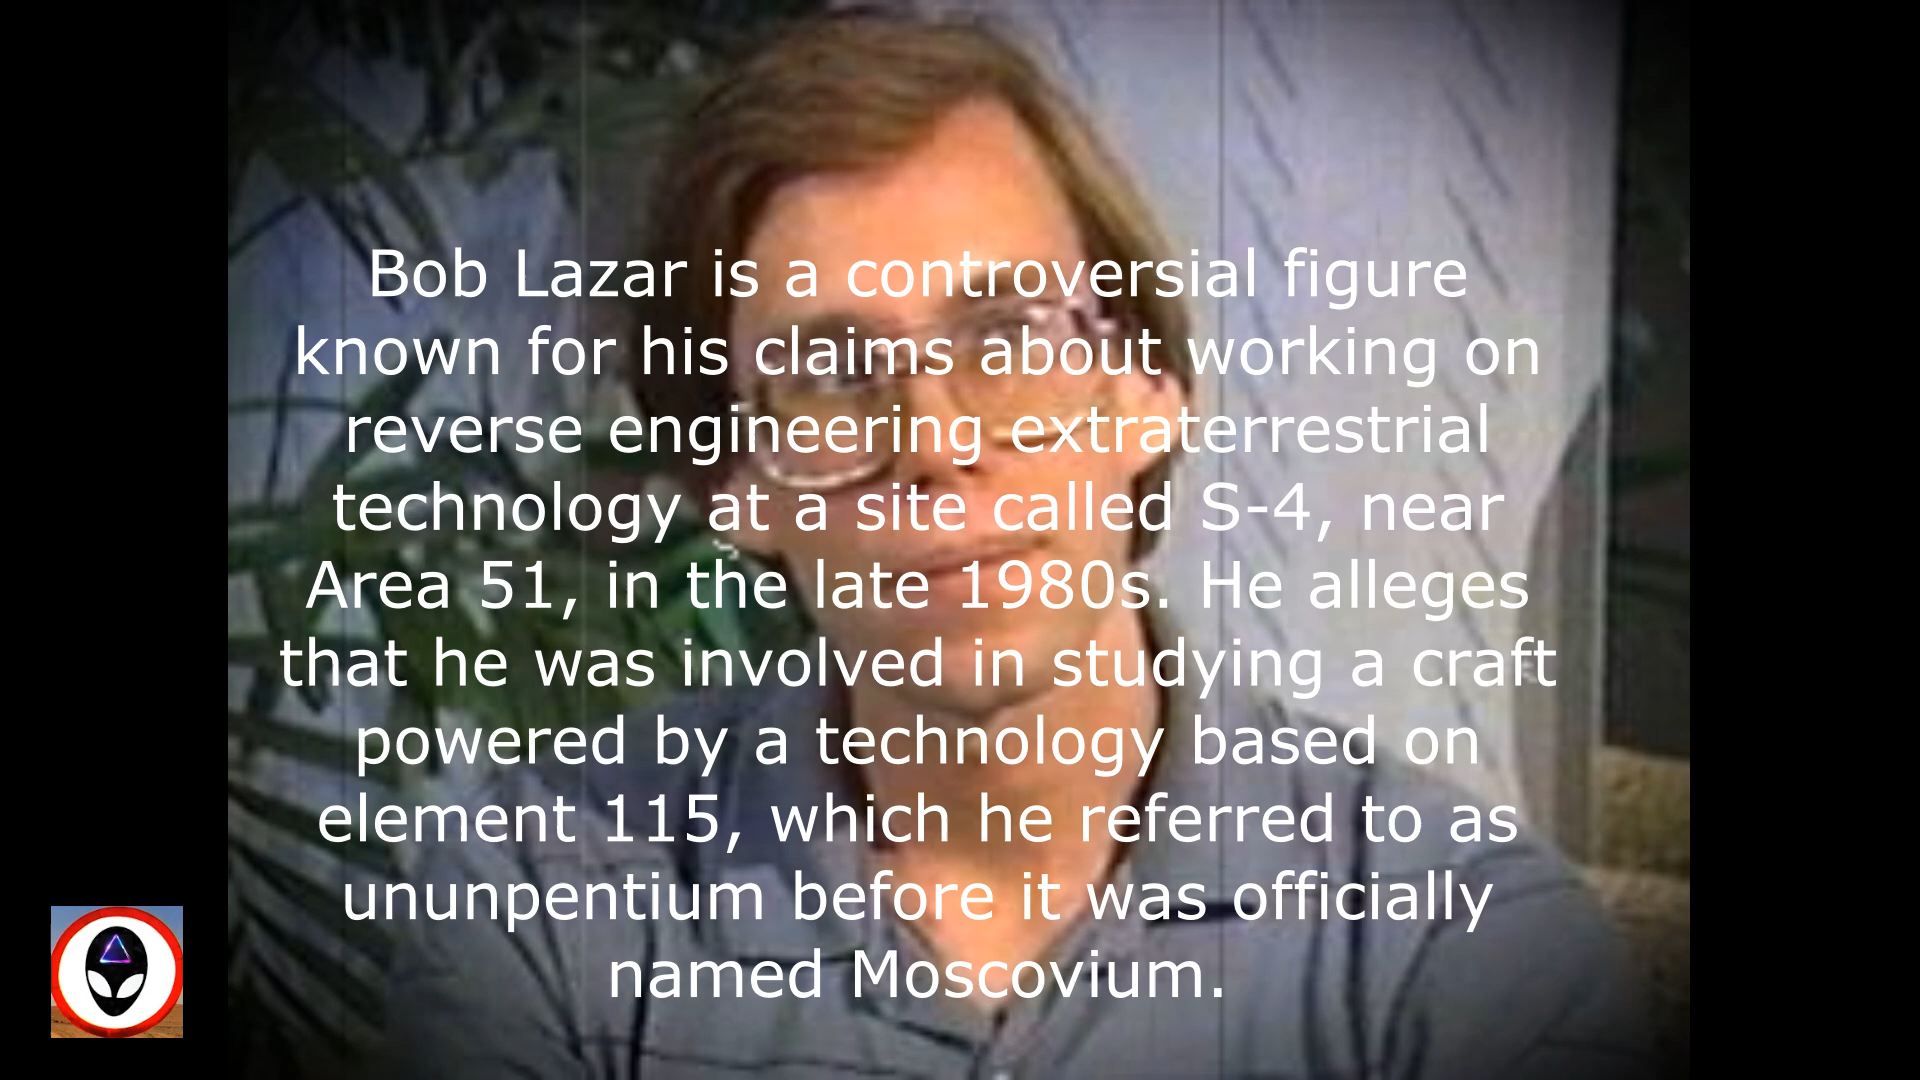 Bob Lazar is a controversial figure
known for his claims about working on
reverse engineering extraterrestrial
technology at a site called S-4, near
Area 51, in the late 1980s. He alleges
that he was involved in studying a craft
powered by a technology based on
element 115, which he referred to as
ununpentium before it was officially
named Moscovium.